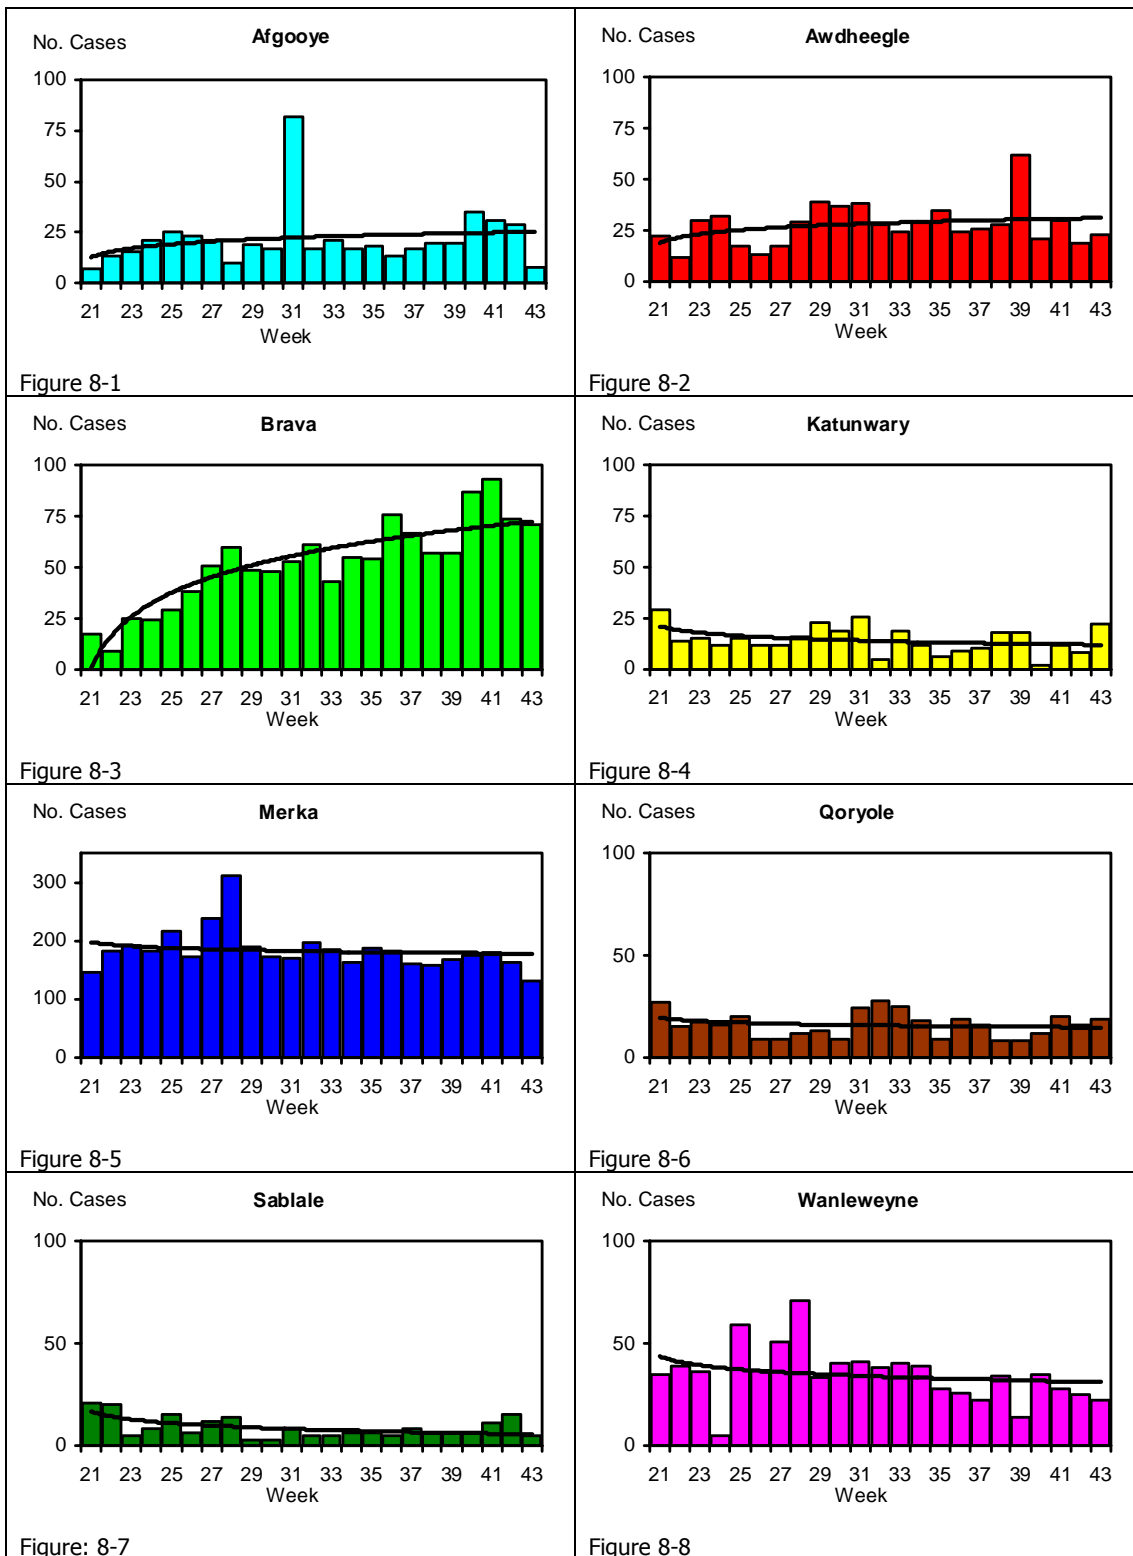 No. Cases
Afgooye
100
75
50
25
0
21 23 25 27 29 31 33 35 37 39 41 43
Week
Figure 8-1
No. Cases
Awdheegle
100
75
50
25
0
21 23 25 27 29 31 33 35 37 39 41 43
Week
Figure 8-2
No. Cases
Brava
100
75
50
25
0
21 23 25 27 29 31 33 35 37 39 41 43
Week
Figure 8-3
No. Cases
Katunwary
100
75
50
25
0
21 23 25 27 29 31 33 35 37 39 41 43
Week
Figure 8-4
No. Cases
Merka
300
200
100
0
21 23 25 27 29 31 33 35 37 39 41 43
Week
Figure 8-5
No. Cases
Qoryole
100
50
0
21 23 25 27 29 31 33 35 37 39 41 43
Week
Figure 8-6
No. Cases
Sablale
100
50
0
21 23 25 27 29 31 33 35 37 39 41 43
Week
Figure: 8-7
No. Cases
Wanleweyne
100
50
0
21 23 25 27 29 31 33 35 37 39 41 43
Week
Figure 8-8